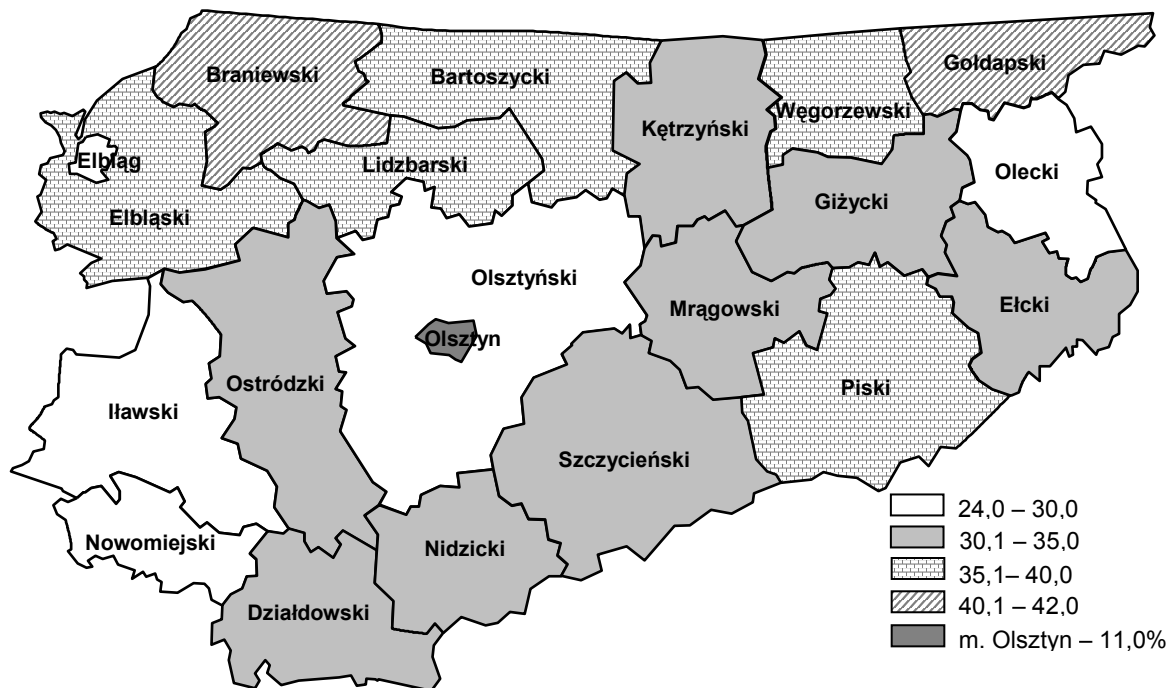 Braniewski
Bartoszycki
Gołdapski
Węgorzewski
Kętrzyński
Elbląg
Lidzbarski
Olecki
Giżycki
Elbląski
Olsztyński
Ełcki
Mrągowski
Olsztyn
Ostródzki
Piski
Iławski
Szczycieński
Nowomiejski
Nidzicki
Działdowski
24,0 – 30,0
30,1 – 35,0
35,1– 40,0
40,1 – 42,0
m. Olsztyn – 11,0%